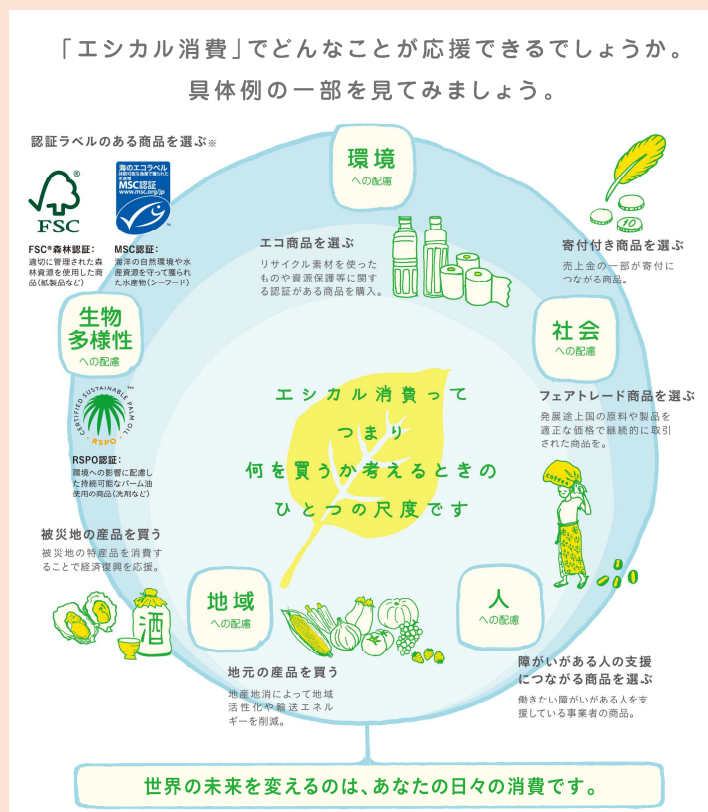 「エシカル消費」でどんなことが応援できるでしょうか。
具体例の一部を見てみましょう。
認証ラベルのある商品を選ぶ※
FSC
®
海のエコラベル
持続可能な漁業で獲られた
水産物
MSC認証
www.msc.org/jp
FSC®森林認証:
適切に管理された森
林資源を使用した商
品(紙製品など)
MSC認証:
海洋の自然環境や水
産資源を守って獲られ
た水産物(シーフード)
環境
への配慮
エコ商品を選ぶ
リサイクル素材を使った
ものや資源保護等に関す
る認証がある商品を購入。
10
寄付付き商品を選ぶ
売上金の一部が寄付に
つながる商品。
生物
多様性
への配慮
社会
への配慮
CERTIFIED SUSTAINABLE PALM OIL
TM
RSPO
RSPO認証:
環境への影響に配慮し
た持続可能なパーム油
使用の商品(洗剤など)
フェアトレード商品を選ぶ
発展途上国の原料や製品を
適正な価格で継続的に取引
された商品を。
coffee
エシカル消費って
つまり
何を買うか考えるときの
ひとつの尺度です
被災地の産品を買う
被災地の特産品を消費す
ることで経済復興を応援。
酒
地域
への配慮
人
への配慮
地元の産品を買う
地産地消によって地域
活性化や輸送エネル
ギーを削減。
障がいがある人の支援
につながる商品を選ぶ
働きたい障がいがある人を支
援している事業者の商品。
世界の未来を変えるのは、あなたの日々の消費です。